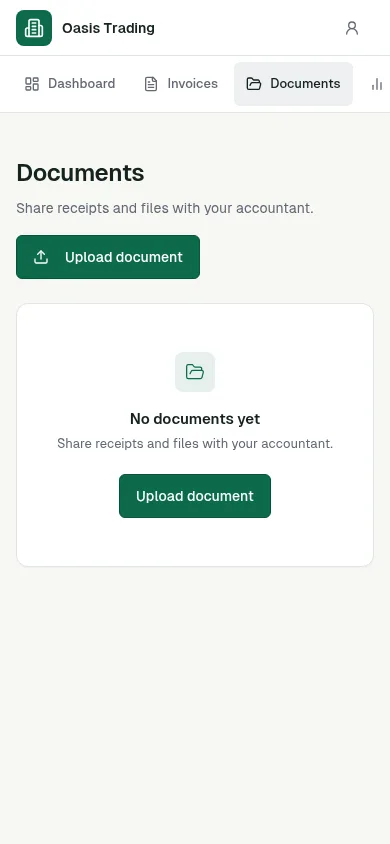 Oasis Trading
Dashboard
Invoices
Documents
Documents
Share receipts and files with your accountant.
Upload document
No documents yet
Share receipts and files with your accountant.
Upload document